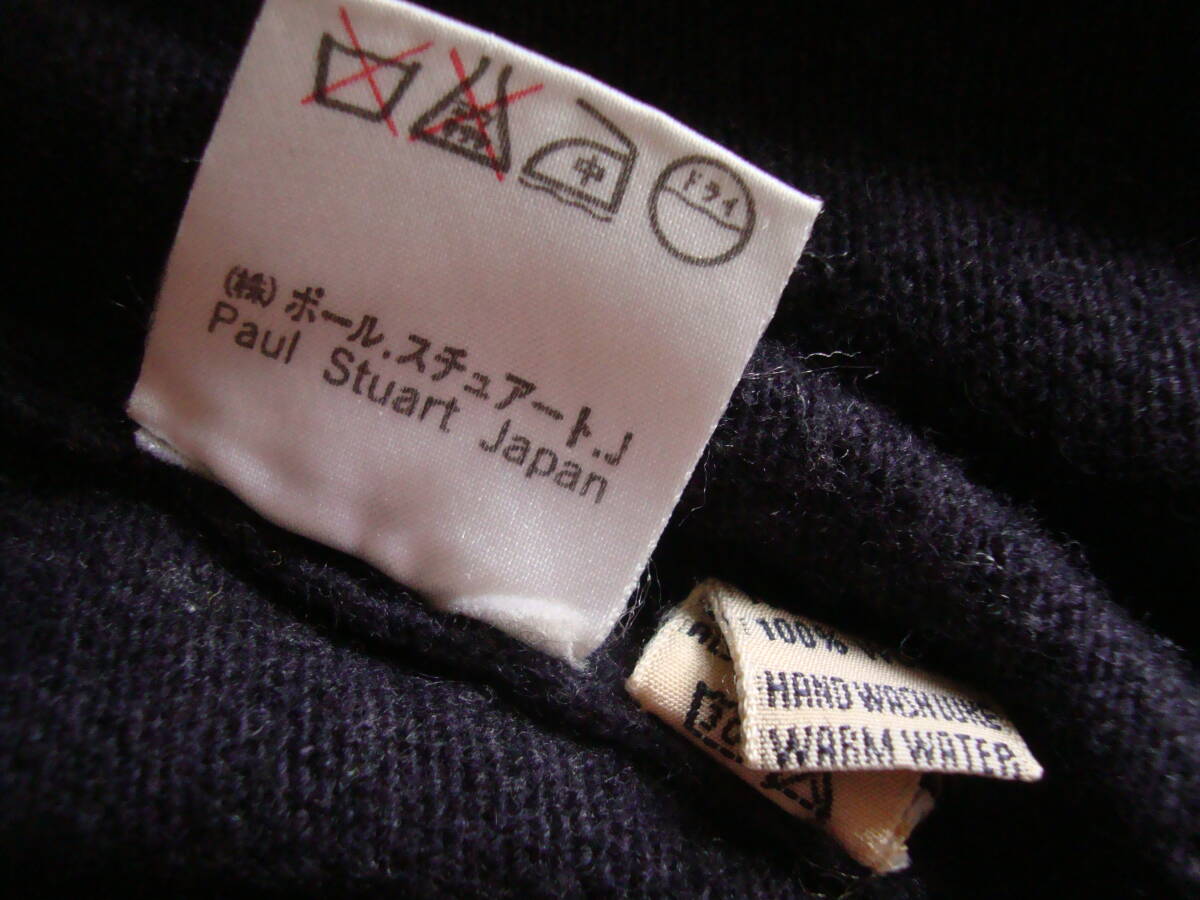 中
ドライ
(株) ポール.スチュアート.J
Paul Stuart Japan
100%
HAND WASH
WARM WATER